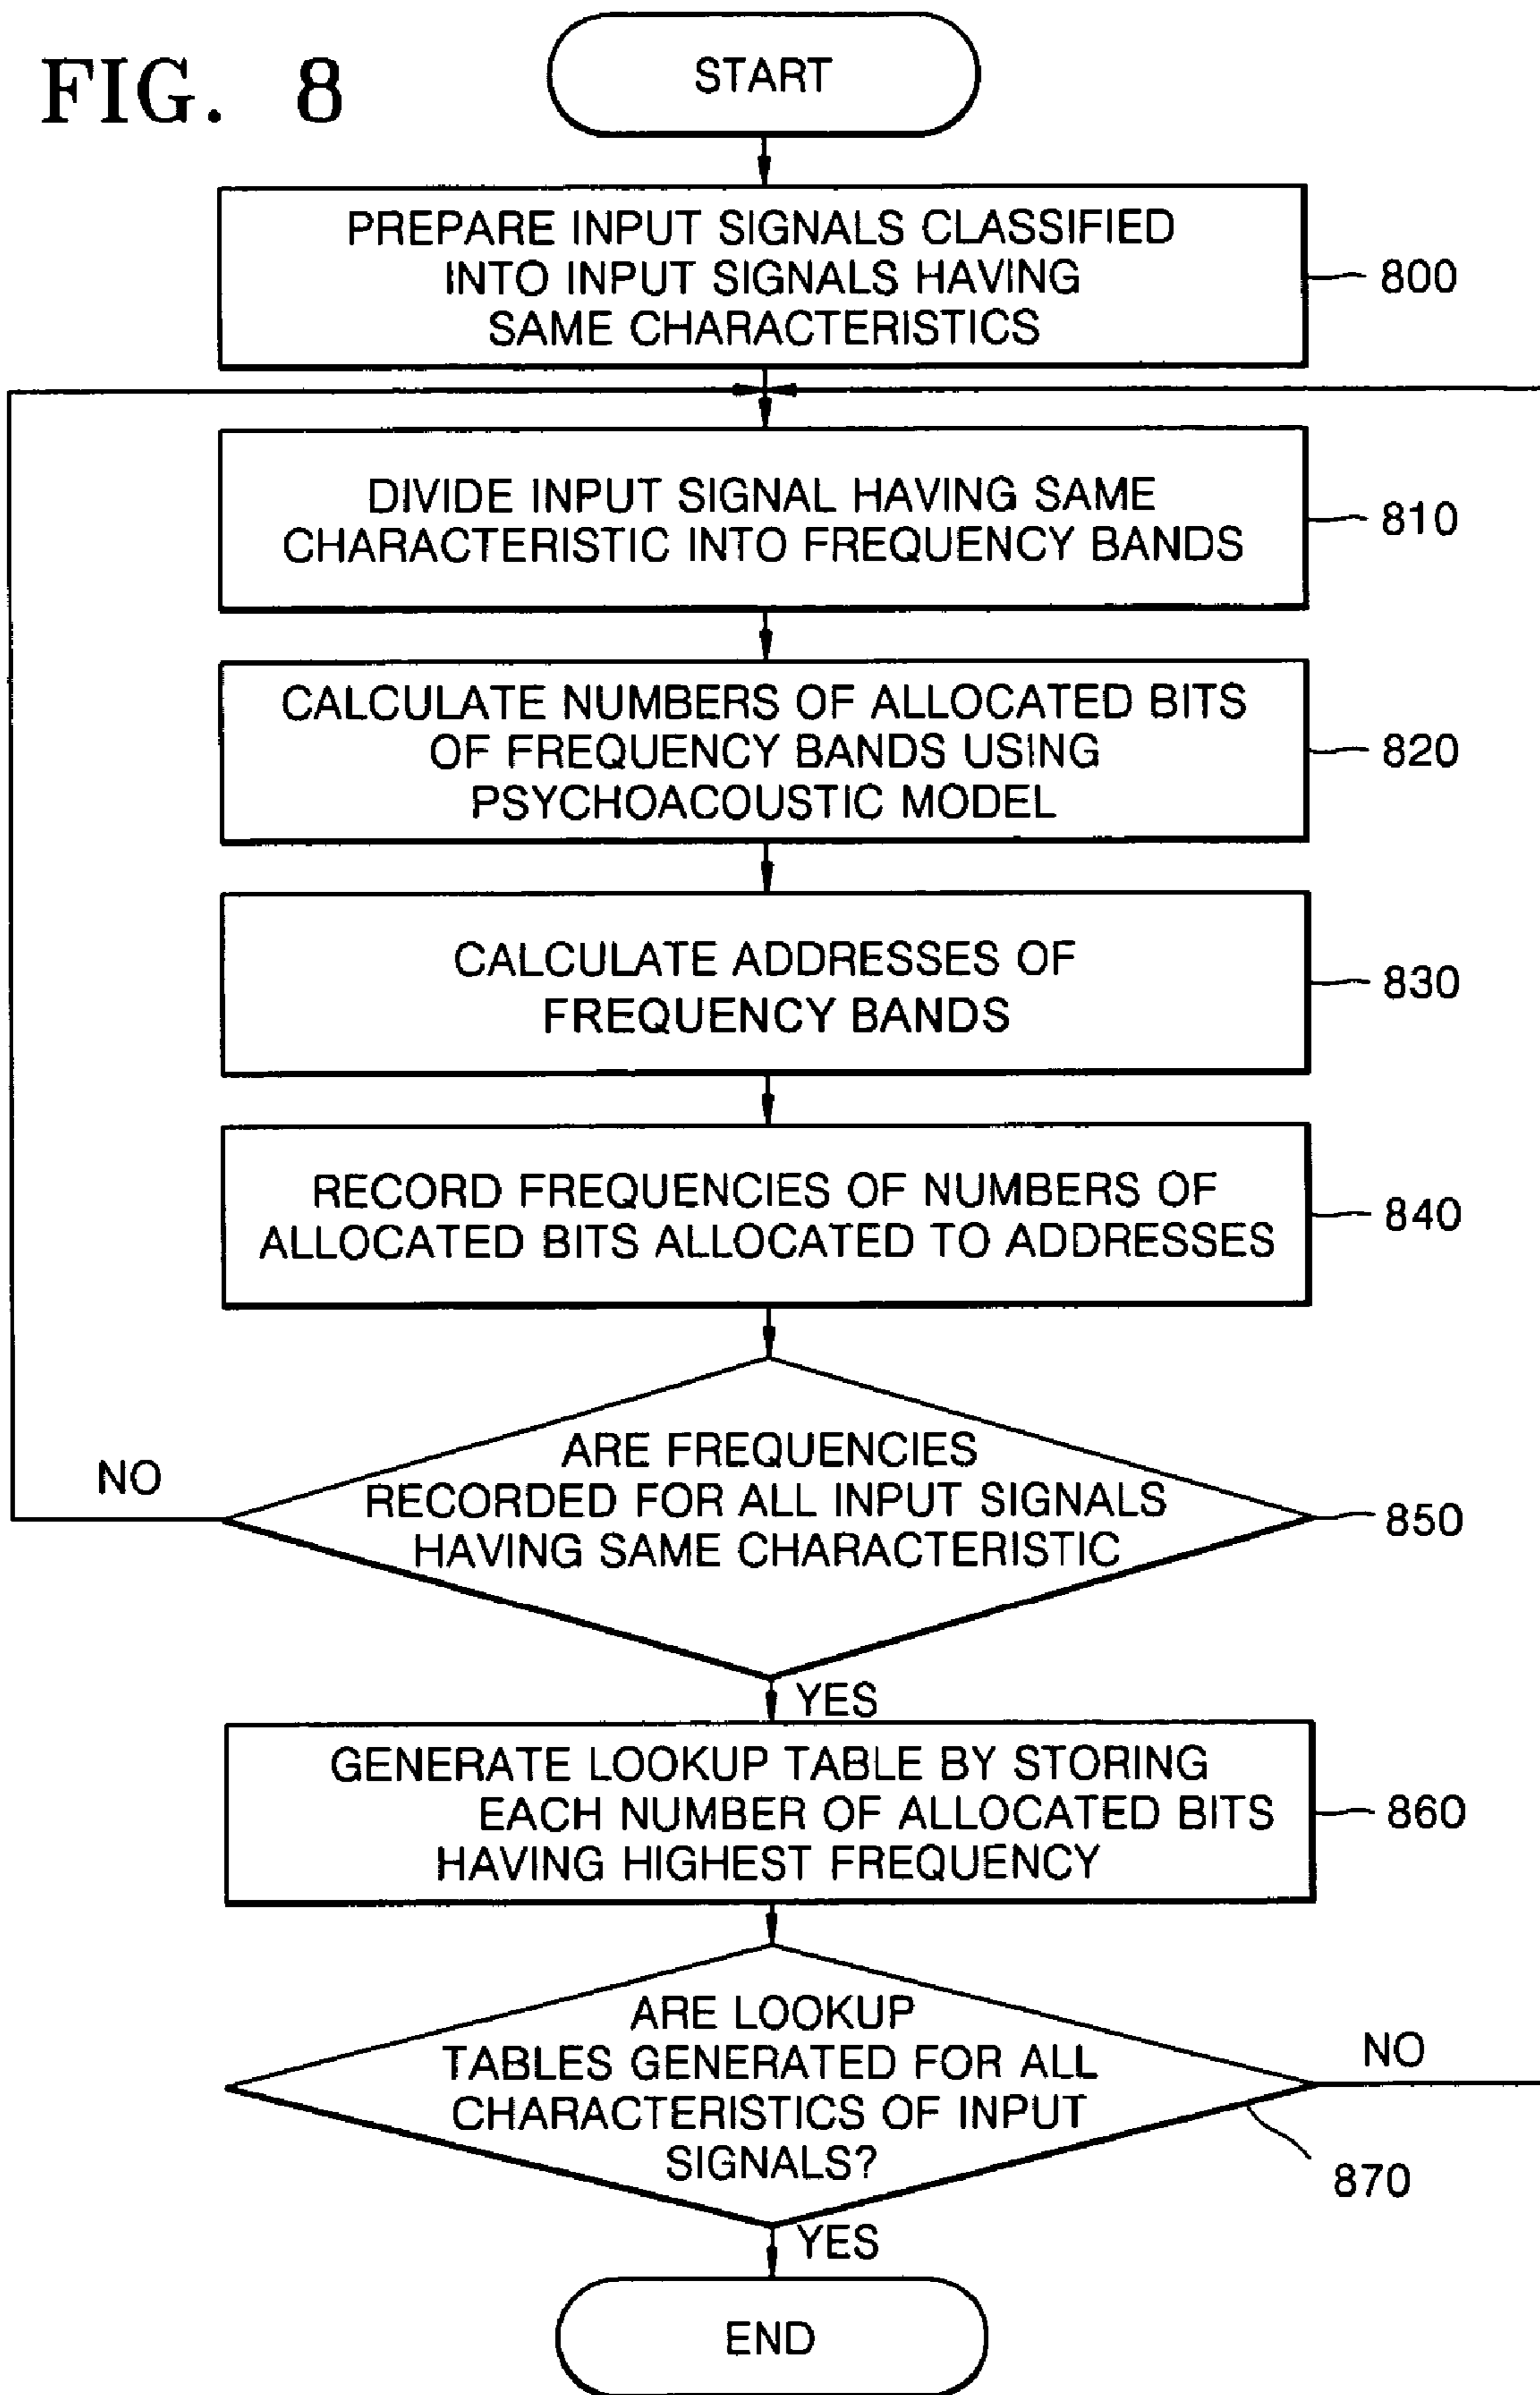 FIG. 8
START
PREPARE INPUT SIGNALS CLASSIFIED
INTO INPUT SIGNALS HAVING
SAME CHARACTERISTICS
800
DIVIDE INPUT SIGNAL HAVING SAME
CHARACTERISTIC INTO FREQUENCY BANDS
810
CALCULATE NUMBERS OF ALLOCATED BITS
OF FREQUENCY BANDS USING
PSYCHOACOUSTIC MODEL
820
CALCULATE ADDRESSES OF
FREQUENCY BANDS
830
RECORD FREQUENCIES OF NUMBERS OF
ALLOCATED BITS ALLOCATED TO ADDRESSES
840
ARE FREQUENCIES
RECORDED FOR ALL INPUT SIGNALS
HAVING SAME CHARACTERISTIC
NO
850
YES
GENERATE LOOKUP TABLE BY STORING
EACH NUMBER OF ALLOCATED BITS
HAVING HIGHEST FREQUENCY
860
ARE LOOKUP
TABLES GENERATED FOR ALL
CHARACTERISTICS OF INPUT
SIGNALS?
NO
870
YES
END